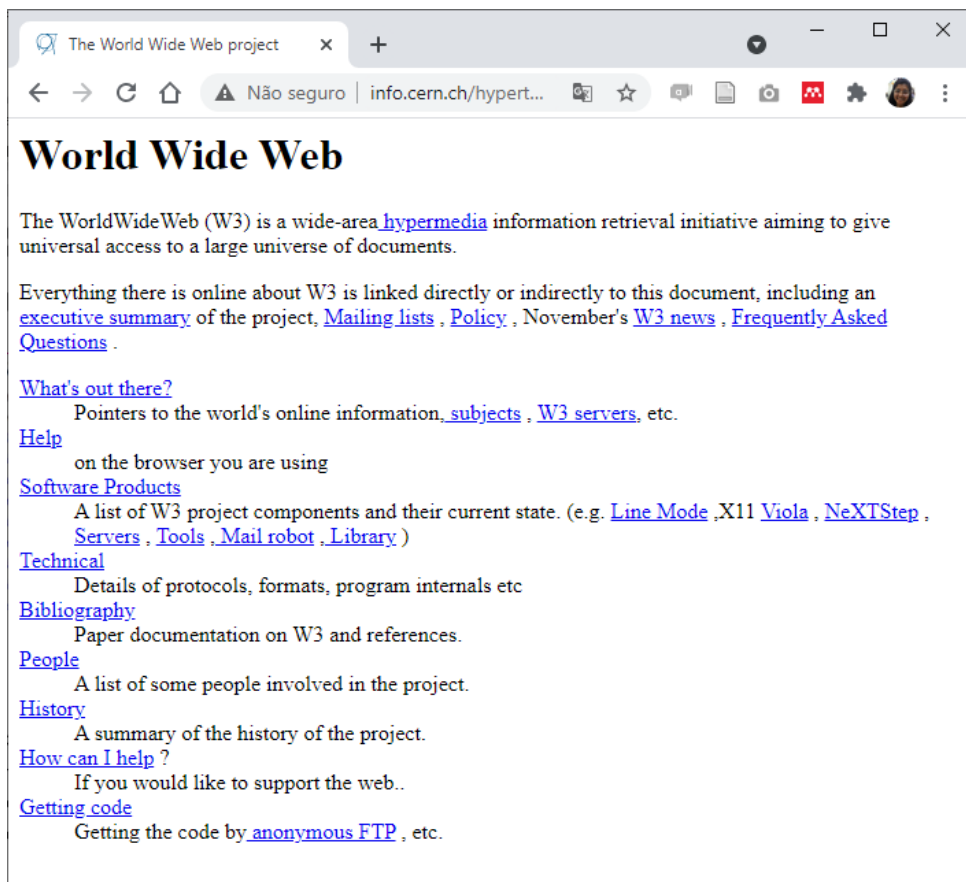 The World Wide Web project
Não seguro | info.cern.ch/hypert...
World Wide Web
The WorldWideWeb (W3) is a wide-area hypermedia information retrieval initiative aiming to give
universal access to a large universe of documents.
Everything there is online about W3 is linked directly or indirectly to this document, including an
executive summary of the project, Mailing lists , Policy , November's W3 news , Frequently Asked
Questions .
What's out there?
Pointers to the world's online information, subjects , W3 servers, etc.
Help
on the browser you are using
Software Products
A list of W3 project components and their current state. (e.g. Line Mode ,X11 Viola , NeXTStep ,
Servers , Tools , Mail robot , Library )
Technical
Details of protocols, formats, program internals etc
Bibliography
Paper documentation on W3 and references.
People
A list of some people involved in the project.
History
A summary of the history of the project.
How can I help ?
If you would like to support the web..
Getting code
Getting the code by anonymous FTP , etc.